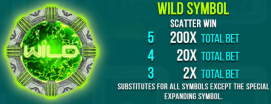 WILD SYMBOL
SCATTER WIN
WILD
5 200X TOTAL BET
4 20X TOTAL BET
3 2X TOTAL BET
SUBSTITUTES FOR ALL SYMBOLS EXCEPT THE SPECIAL
EXPANDING SYMBOL.